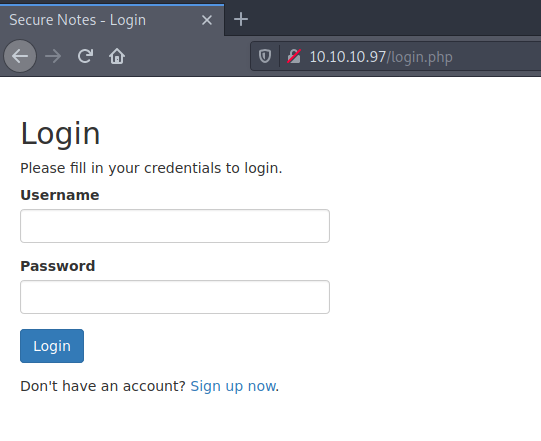 Secure Notes - Login
10.10.10.97/login.php
Login
Please fill in your credentials to login.
Username
Password
Login
Don't have an account? Sign up now.